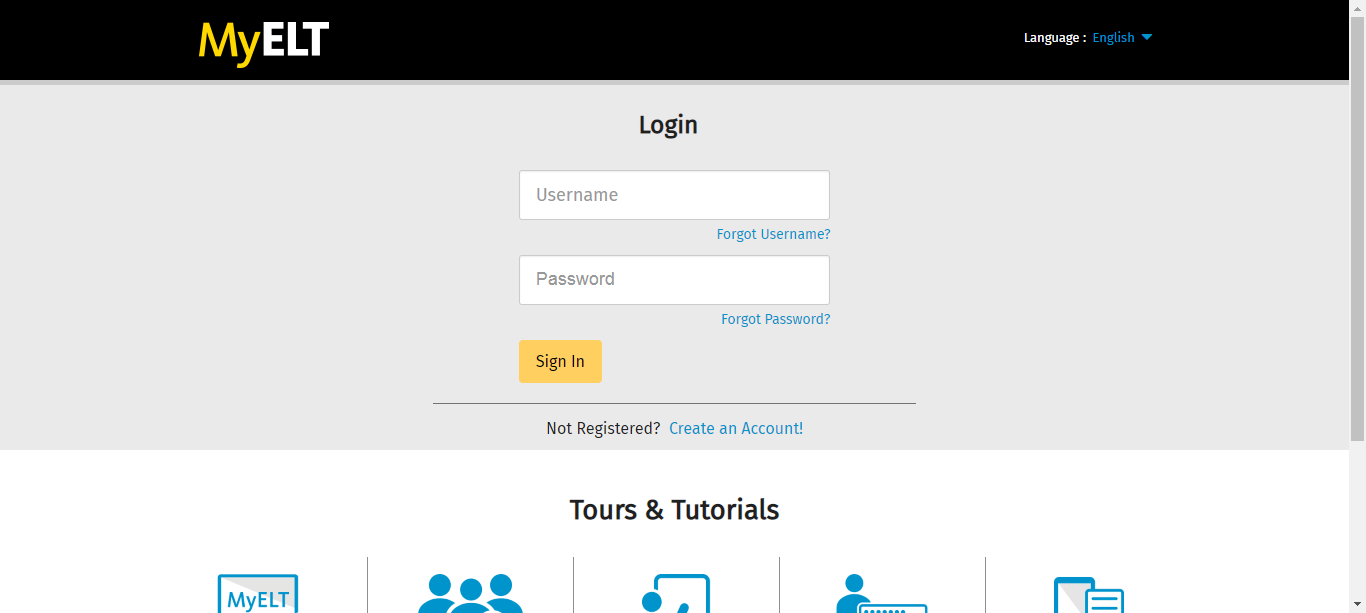 MyELT
Language : English
Login
Username
Forgot Username?
Password
Forgot Password?
Sign In
Not Registered? Create an Account!
Tours & Tutorials
MyELT